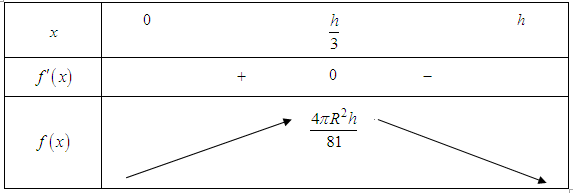 x 0 h/3 h
f′(x) + 0 −
f(x) 4πR²h/81